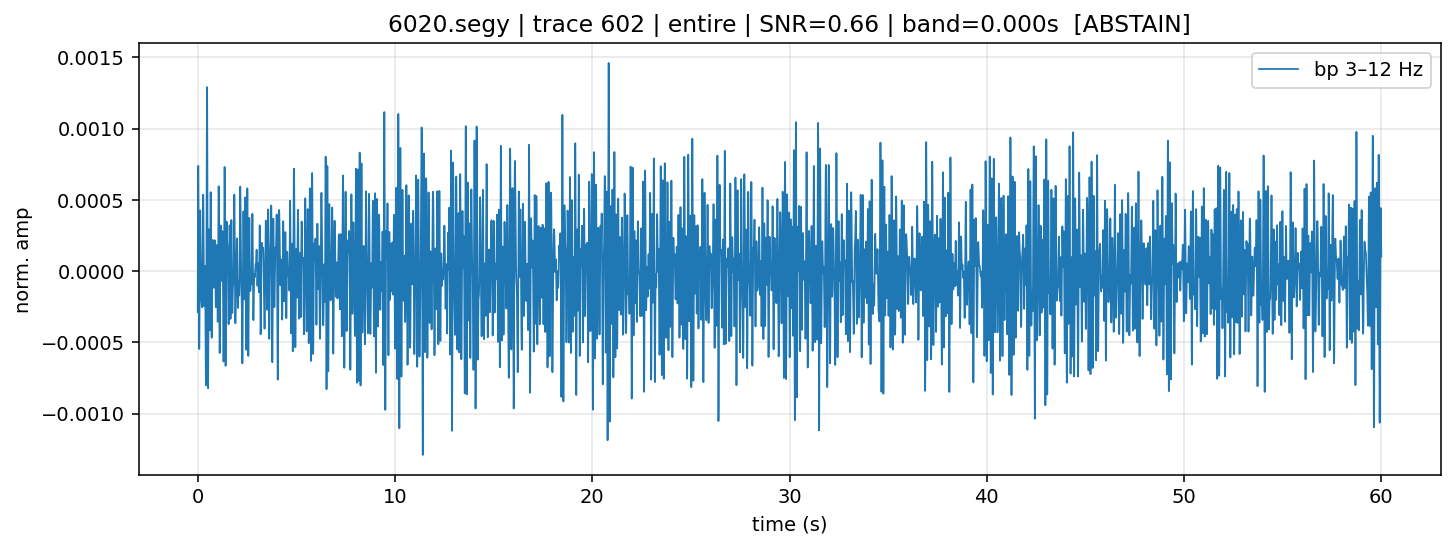 6020.segy | trace 602 | entire | SNR=0.66 | band=0.000s  [ABSTAIN]
bp 3–12 Hz
norm. amp
0.0015
0.0010
0.0005
0.0000
−0.0005
−0.0010
0 10 20 30 40 50 60
time (s)